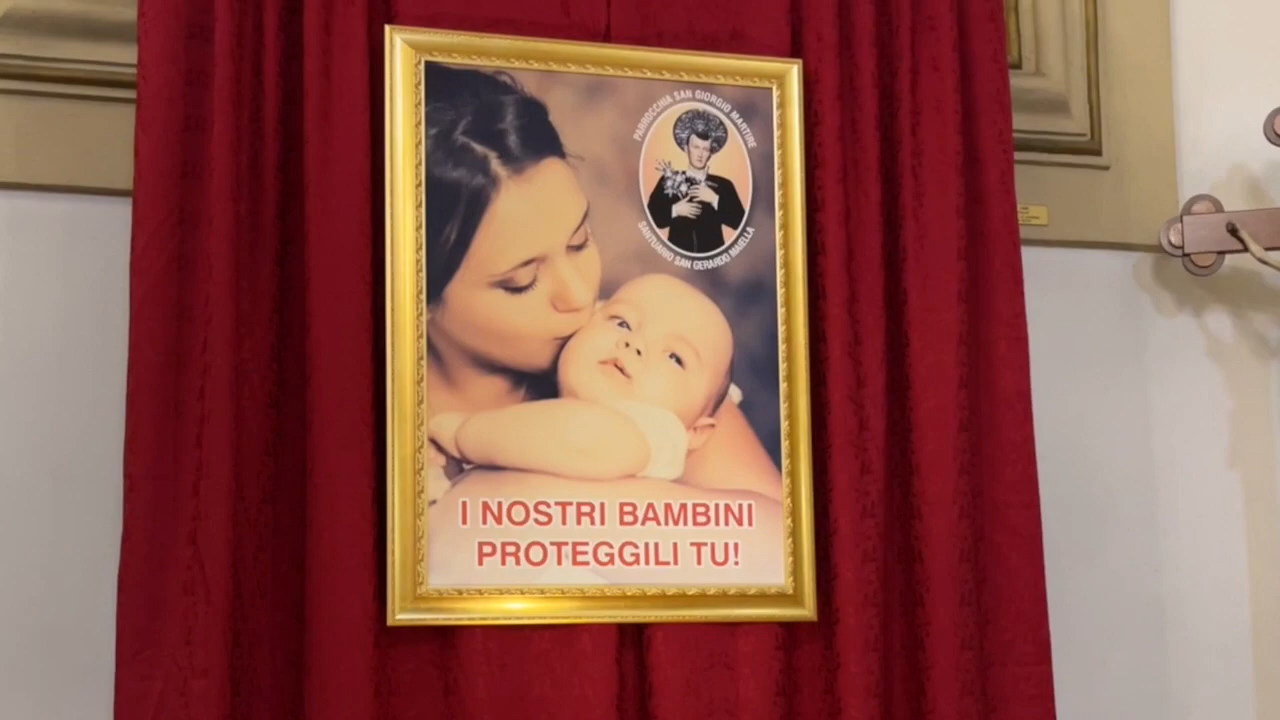 PARROCCHIA SAN GIORGIO MARTIRE
SANTUARIO SAN GERARDO MAIELLA
I NOSTRI BAMBINI
PROTEGGILI TU!